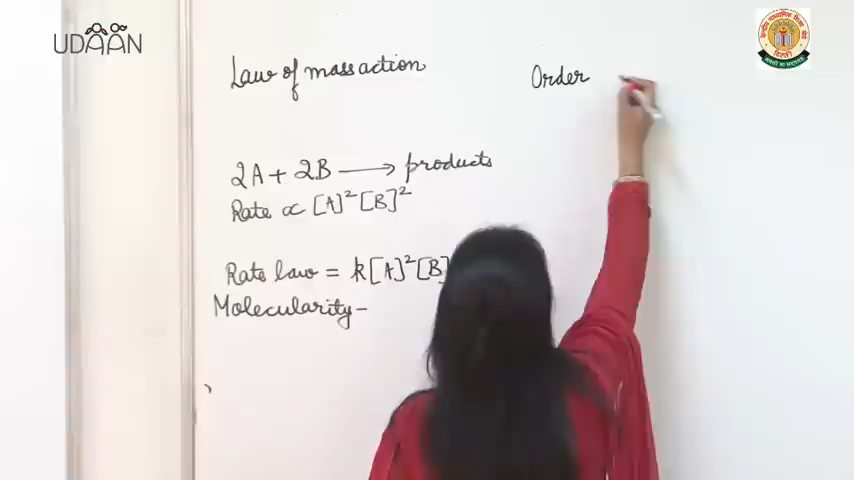 UDAAN
Law of mass action
Order
2A + 2B ⟶ products
Rate ∝ [A]² [B]²
Rate law = k[A]² [B]
Molecularity –